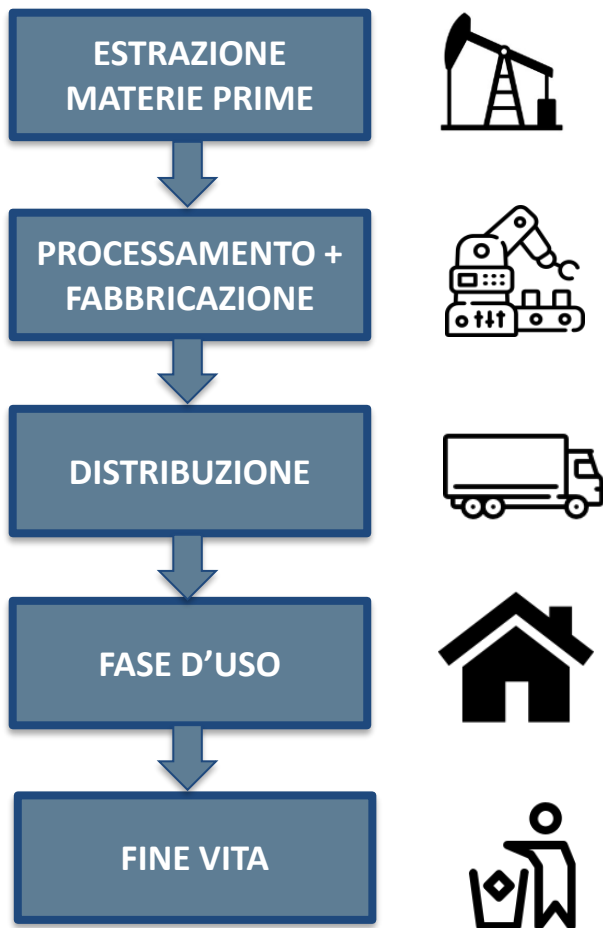 ESTRAZIONE
MATERIE PRIME
PROCESSAMENTO +
FABBRICAZIONE
DISTRIBUZIONE
FASE D’USO
FINE VITA